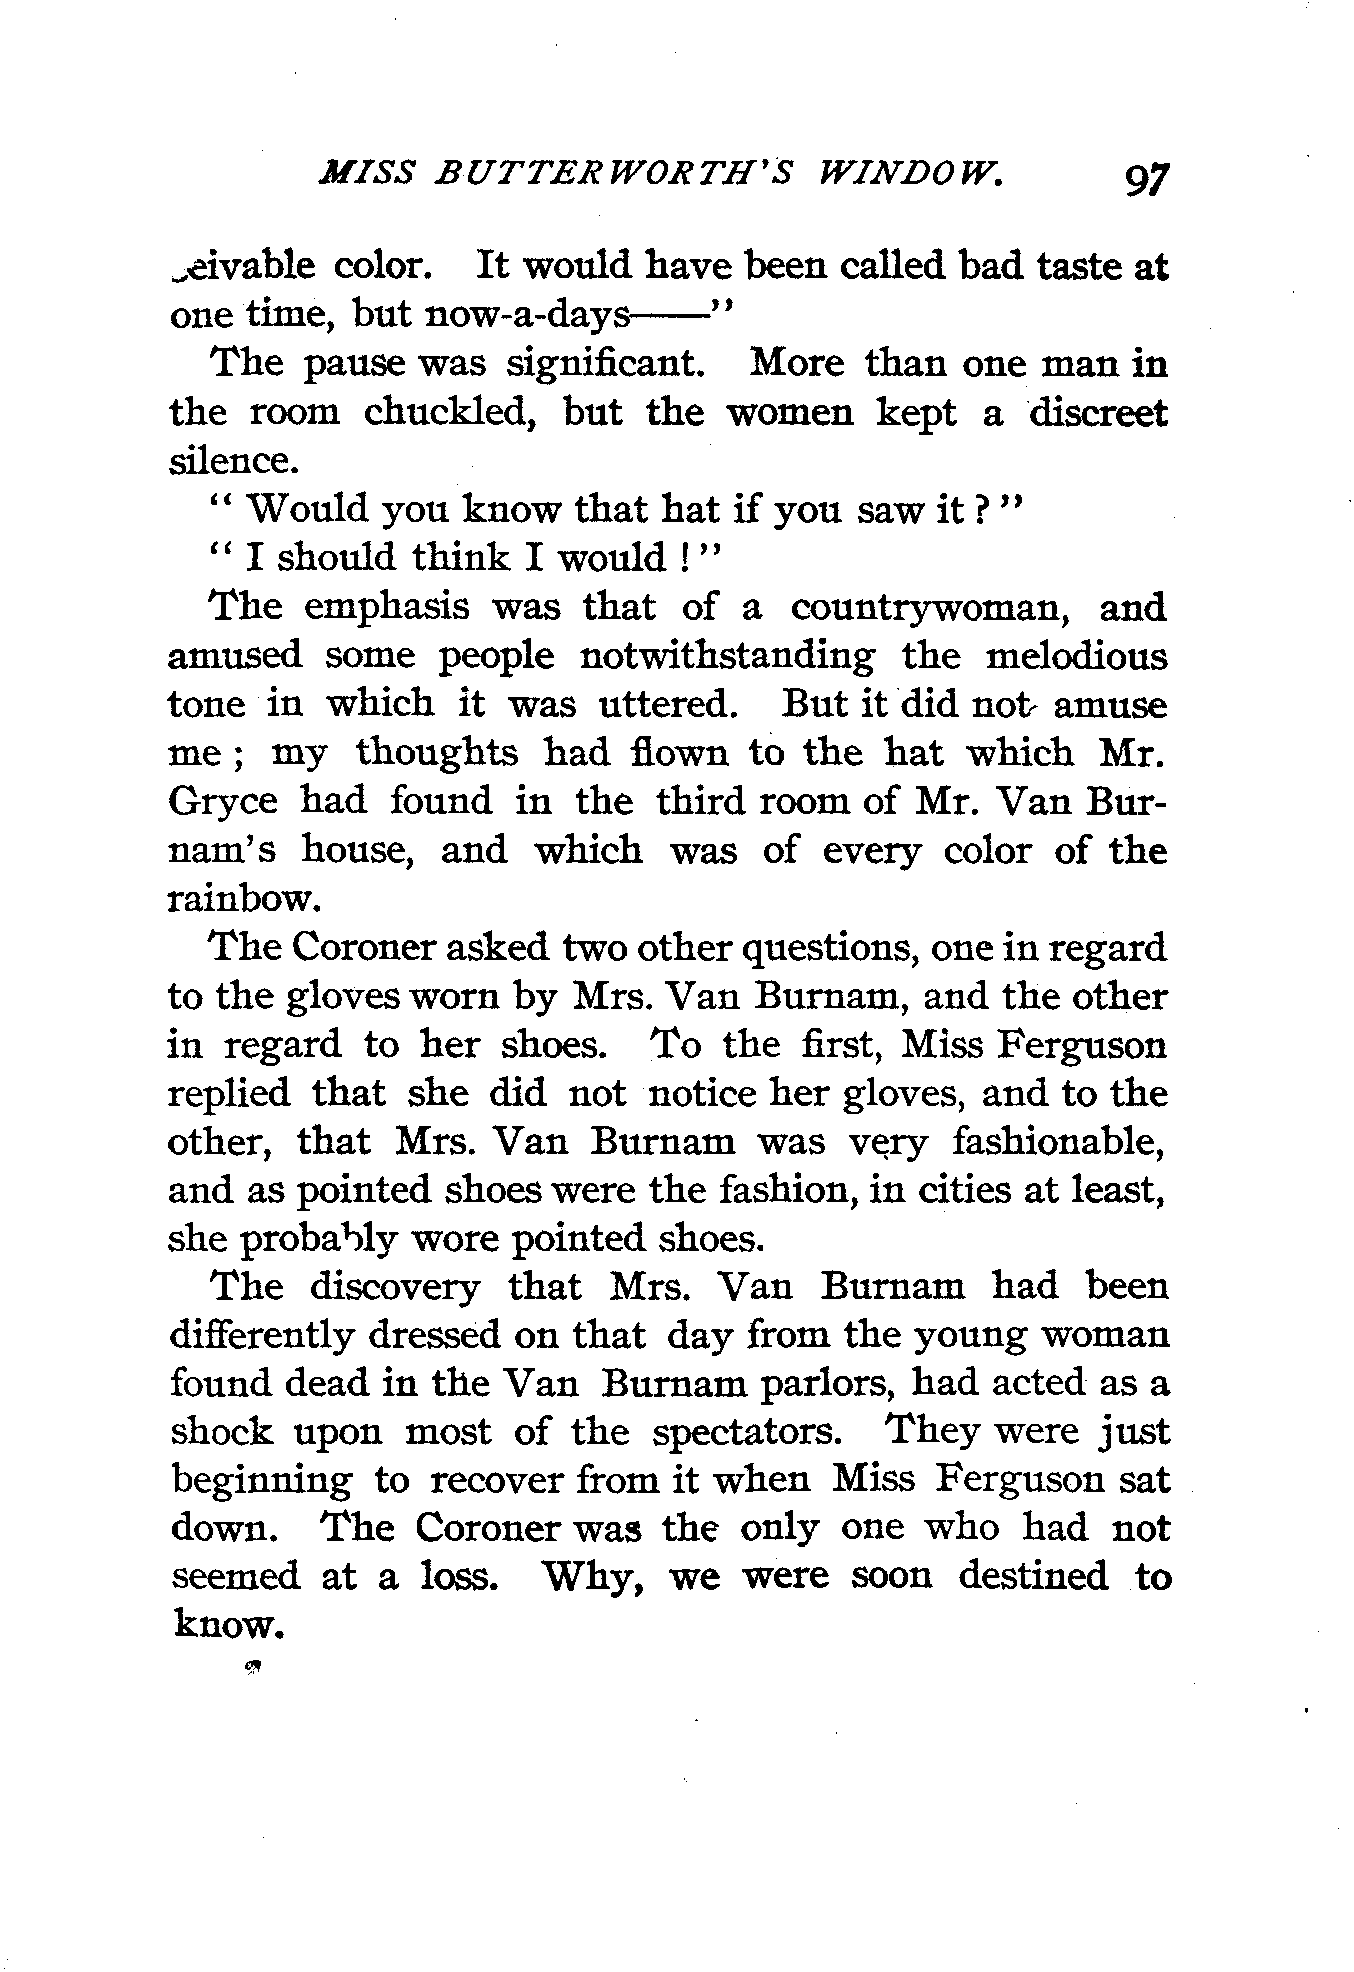 MISS BUTTERWORTH'S WINDOW. 97
ceivable color. It would have been called bad taste at
one time, but now-a-days——"
The pause was significant. More than one man in
the room chuckled, but the women kept a discreet
silence.
"Would you know that hat if you saw it?"
"I should think I would!"
The emphasis was that of a countrywoman, and
amused some people notwithstanding the melodious
tone in which it was uttered. But it did not amuse
me; my thoughts had flown to the hat which Mr.
Gryce had found in the third room of Mr. Van Bur-
nam's house, and which was of every color of the
rainbow.
The Coroner asked two other questions, one in regard
to the gloves worn by Mrs. Van Burnam, and the other
in regard to her shoes. To the first, Miss Ferguson
replied that she did not notice her gloves, and to the
other, that Mrs. Van Burnam was very fashionable,
and as pointed shoes were the fashion, in cities at least,
she probably wore pointed shoes.
The discovery that Mrs. Van Burnam had been
differently dressed on that day from the young woman
found dead in the Van Burnam parlors, had acted as a
shock upon most of the spectators. They were just
beginning to recover from it when Miss Ferguson sat
down. The Coroner was the only one who had not
seemed at a loss. Why, we were soon destined to
know.